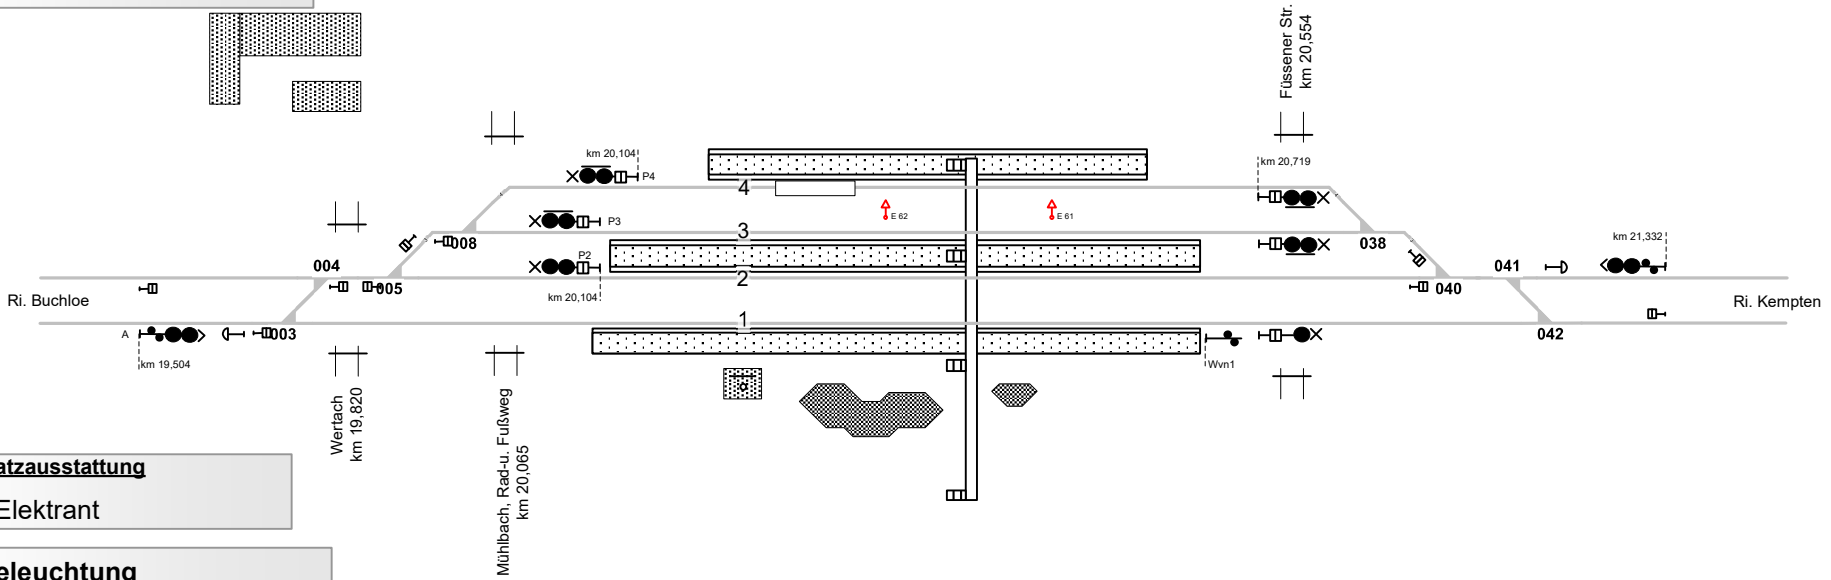 Füssener Str.
km 20,554
km 20,104
P4
km 20,719
4
E 62
E 61
P3
3
008
038
km 21,332
P2
004
041
2
005
040
km 20,104
Ri. Buchloe
Ri. Kempten
1
A
003
042
km 19,504
Wvn1
Wertach
km 19,820
Mühlbach, Rad-u. Fußweg
km 20,065
atzausstattung
Elektrant
eleuchtung